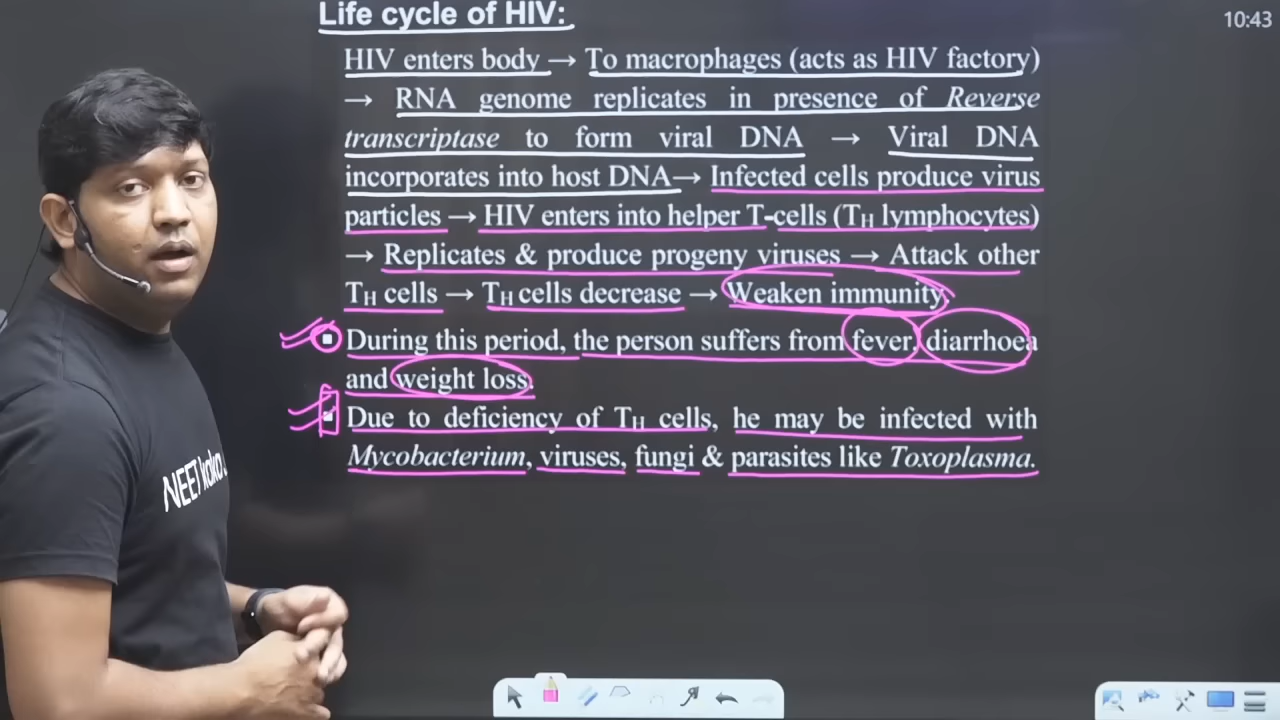 Life cycle of HIV:
10:43
HIV enters body → To macrophages (acts as HIV factory)
→ RNA genome replicates in presence of Reverse
transcriptase to form viral DNA → Viral DNA
incorporates into host DNA→ Infected cells produce virus
particles → HIV enters into helper T-cells (TH lymphocytes)
→ Replicates & produce progeny viruses → Attack other
TH cells → TH cells decrease → Weaken immunity.
▪ During this period, the person suffers from fever, diarrhoea
and weight loss.
▪ Due to deficiency of TH cells, he may be infected with
Mycobacterium, viruses, fungi & parasites like Toxoplasma.
NEET